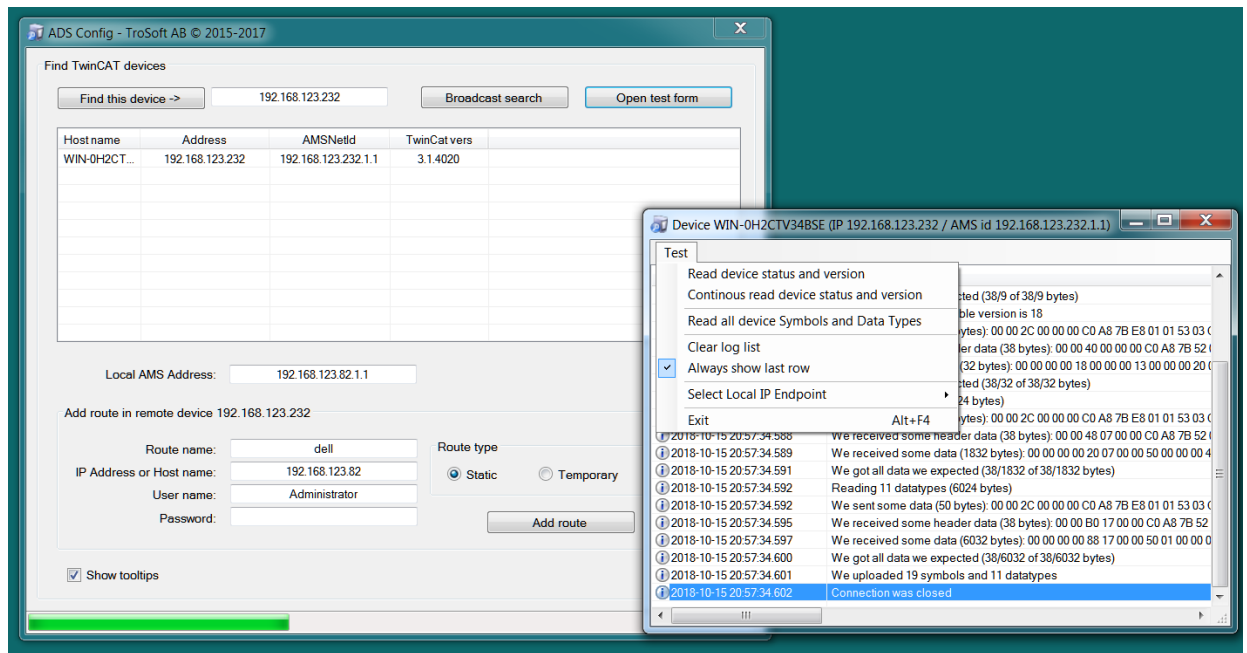 ADS Config - TroSoft AB © 2015-2017
Find TwinCAT devices
Find this device -> 192.168.123.232 Broadcast search Open test form
Host name Address AMSNetId TwinCat vers
WIN-0H2CT... 192.168.123.232 192.168.123.232.1.1 3.1.4020
Local AMS Address: 192.168.123.82.1.1
Add route in remote device 192.168.123.232
Route name: dell
IP Address or Host name: 192.168.123.82
User name: Administrator
Password:
Route type
Static Temporary
Add route
Show tooltips
Device WIN-0H2CTV34BSE (IP 192.168.123.232 / AMS id 192.168.123.232.1.1)
Test
Read device status and version
Continous read device status and version
Read all device Symbols and Data Types
Clear log list
Always show last row
Select Local IP Endpoint
Exit Alt+F4
(38/9 of 38/9 bytes)
version is 18
00 00 2C 00 00 00 C0 A8 7B E8 01 01 53 03
data (38 bytes): 00 00 40 00 00 00 C0 A8 7B 52
(32 bytes): 00 00 00 00 18 00 00 00 13 00 00 00 20
(38/32 of 38/32 bytes)
bytes)
00 00 2C 00 00 00 C0 A8 7B E8 01 01 53 03
2018-10-15 20:57:34.588 We received some header data (38 bytes): 00 00 48 07 00 00 C0 A8 7B 52
2018-10-15 20:57:34.589 We received some data (1832 bytes): 00 00 00 00 20 07 00 00 50 00 00 00 4
2018-10-15 20:57:34.591 We got all data we expected (38/1832 of 38/1832 bytes)
2018-10-15 20:57:34.592 Reading 11 datatypes (6024 bytes)
2018-10-15 20:57:34.592 We sent some data (50 bytes): 00 00 2C 00 00 00 C0 A8 7B E8 01 01 53 03
2018-10-15 20:57:34.595 We received some header data (38 bytes): 00 00 B0 17 00 00 C0 A8 7B 52
2018-10-15 20:57:34.597 We received some data (6032 bytes): 00 00 00 00 88 17 00 00 50 01 00 00 0
2018-10-15 20:57:34.600 We got all data we expected (38/6032 of 38/6032 bytes)
2018-10-15 20:57:34.601 We uploaded 19 symbols and 11 datatypes
2018-10-15 20:57:34.602 Connection was closed